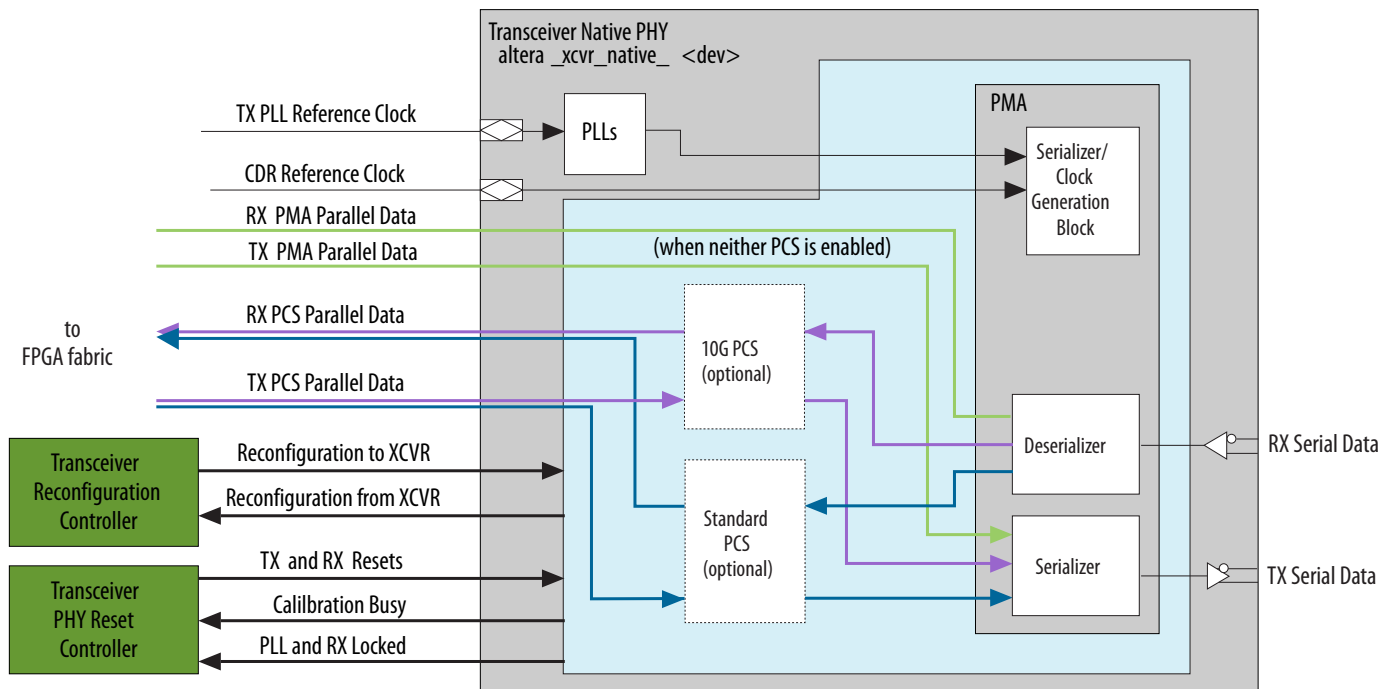 Transceiver Native PHY
altera _xcvr_native_ <dev>
TX PLL Reference Clock
PLLs
PMA
Serializer/
Clock
Generation
Block
CDR Reference Clock
RX PMA Parallel Data
TX PMA Parallel Data
(when neither PCS is enabled)
RX PCS Parallel Data
to
FPGA fabric
10G PCS
(optional)
TX PCS Parallel Data
Transceiver
Reconfiguration
Controller
Reconfiguration to XCVR
Reconfiguration from XCVR
Deserializer
RX Serial Data
Standard
PCS
(optional)
Serializer
TX Serial Data
Transceiver
PHY Reset
Controller
TX and RX Resets
Calilbration Busy
PLL and RX Locked